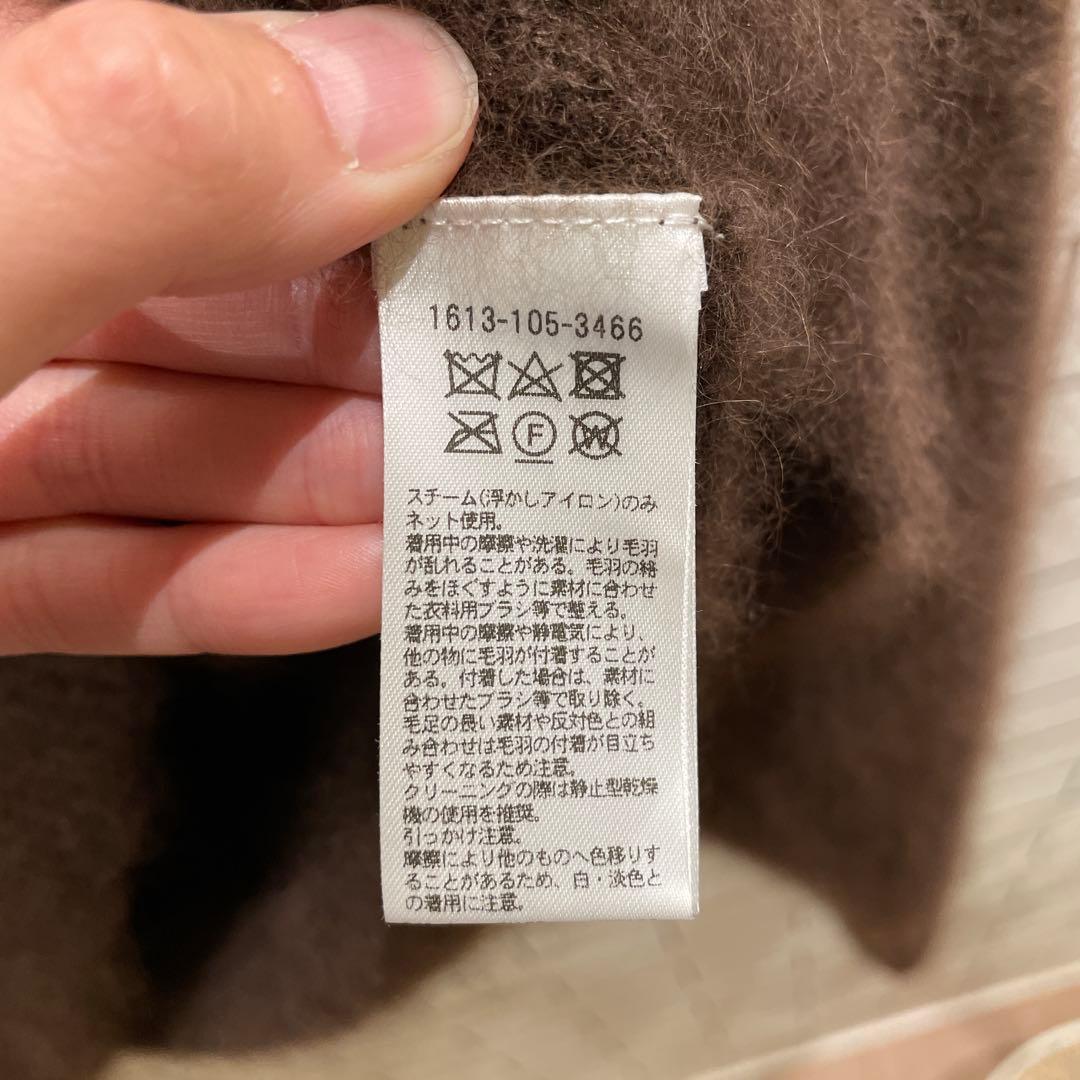 1613-105-3466
F W
スチーム(浮かしアイロン)のみ
ネット使用。
着用中の摩擦や洗濯により毛羽
が乱れることがある。毛羽の絡
みをほぐすように素材に合わせ
た衣料用ブラシ等で整える。
着用中の摩擦や静電気により、
他の物に毛羽が付着することが
ある。付着した場合は、素材に
合わせたブラシ等で取り除く。
毛足の長い素材や反対色との組
み合わせは毛羽の付着が目立ち
やすくなるため注意。
クリーニングの際は静止型乾燥
機の使用を推奨。
引っかけ注意。
摩擦により他のものへ色移りす
ることがあるため、白・淡色と
の着用に注意。